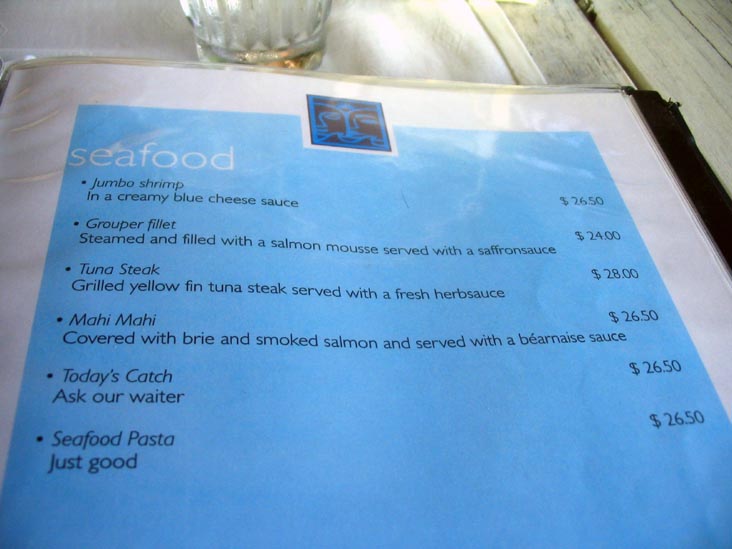 seafood
• Jumbo shrimp
In a creamy blue cheese sauce $ 26.50
• Grouper fillet
Steamed and filled with a salmon mousse served with a saffronsauce $ 24.00
• Tuna Steak
Grilled yellow fin tuna steak served with a fresh herbsauce $ 28.00
• Mahi Mahi
Covered with brie and smoked salmon and served with a béarnaise sauce $ 26.50
• Today's Catch
Ask our waiter $ 26.50
• Seafood Pasta
Just good $ 26.50